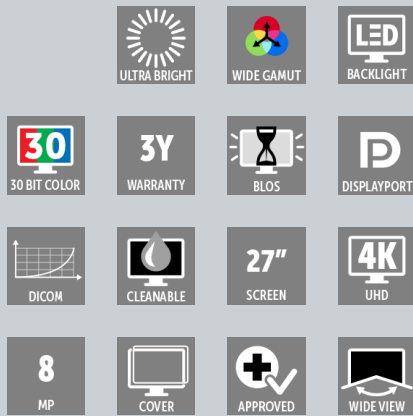 ULTRA BRIGHT
WIDE GAMUT
LED
BACKLIGHT
30
30 BIT COLOR
3Y
WARRANTY
BLOS
DISPLAYPORT
DICOM
CLEANABLE
27"
SCREEN
4K
UHD
8
MP
COVER
APPROVED
WIDE VIEW